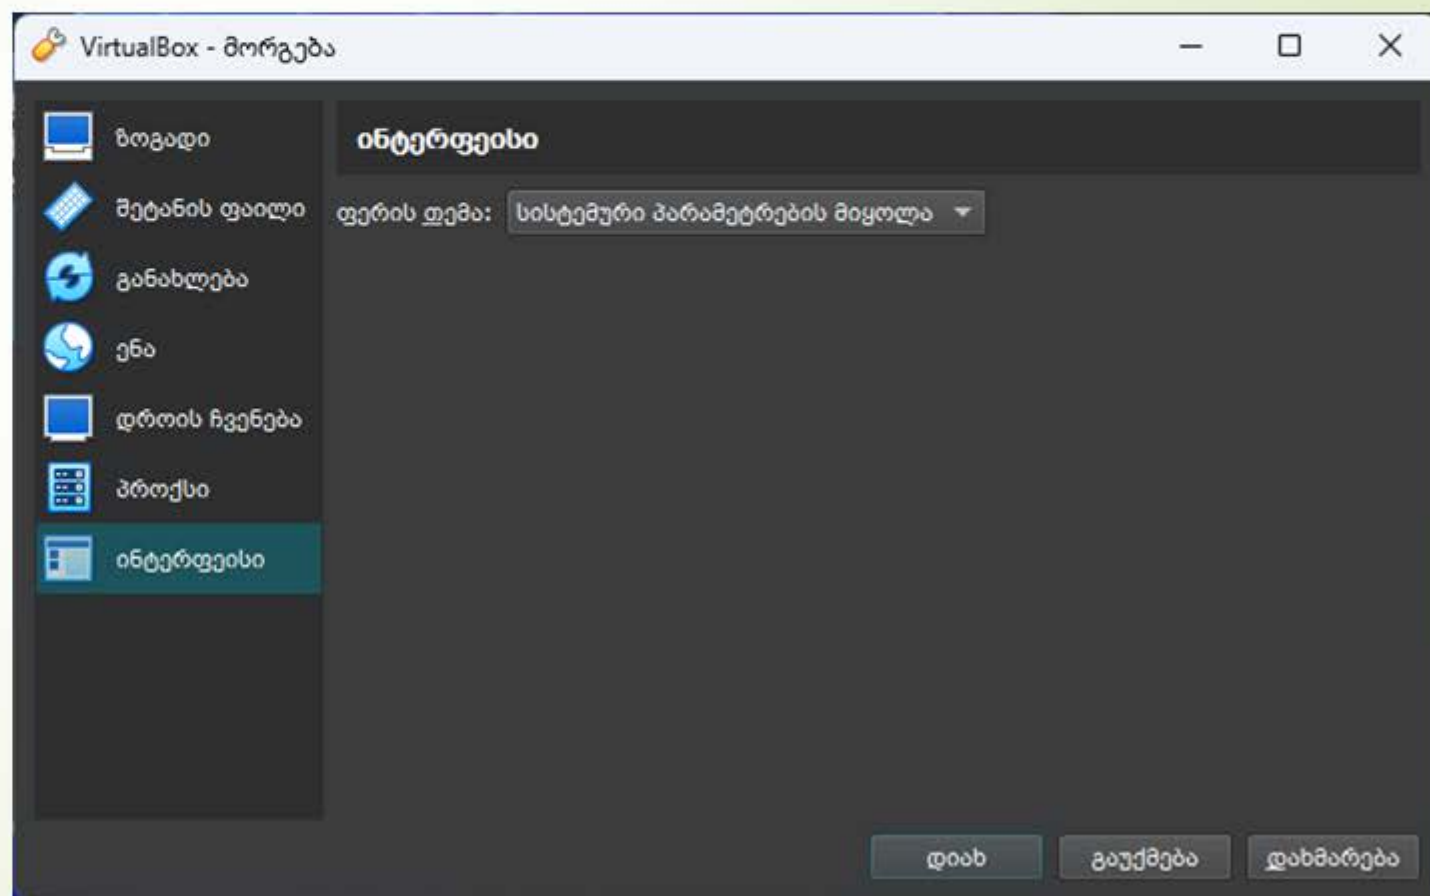 VirtualBox - მორგება
ზოგადი
შეტანის ფაილი
განახლება
ენა
დროის ჩვენება
პროქსი
ინტერფეისი
ინტერფეისი
ფერის თემა: სისტემური პარამეტრების მიყოლა
დიახ გაუქმება დახმარება